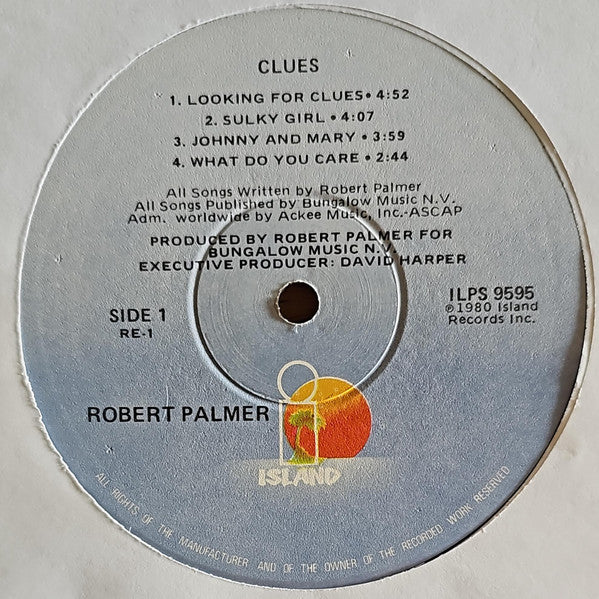 CLUES
1. LOOKING FOR CLUES • 4:52
2. SULKY GIRL • 4:07
3. JOHNNY AND MARY • 3:59
4. WHAT DO YOU CARE • 2:44
All Songs Written by Robert Palmer
All Songs Published by Bungalow Music N.V.
Adm. worldwide by Ackee Music, Inc.-ASCAP
PRODUCED BY ROBERT PALMER FOR
BUNGALOW MUSIC N.V.
EXECUTIVE PRODUCER: DAVID HARPER
SIDE 1
RE-1
ILPS 9595
℗1980 Island
Records Inc.
ROBERT PALMER
ISLAND
ALL RIGHTS OF THE MANUFACTURER AND OF THE OWNER OF THE RECORDED WORK RESERVED